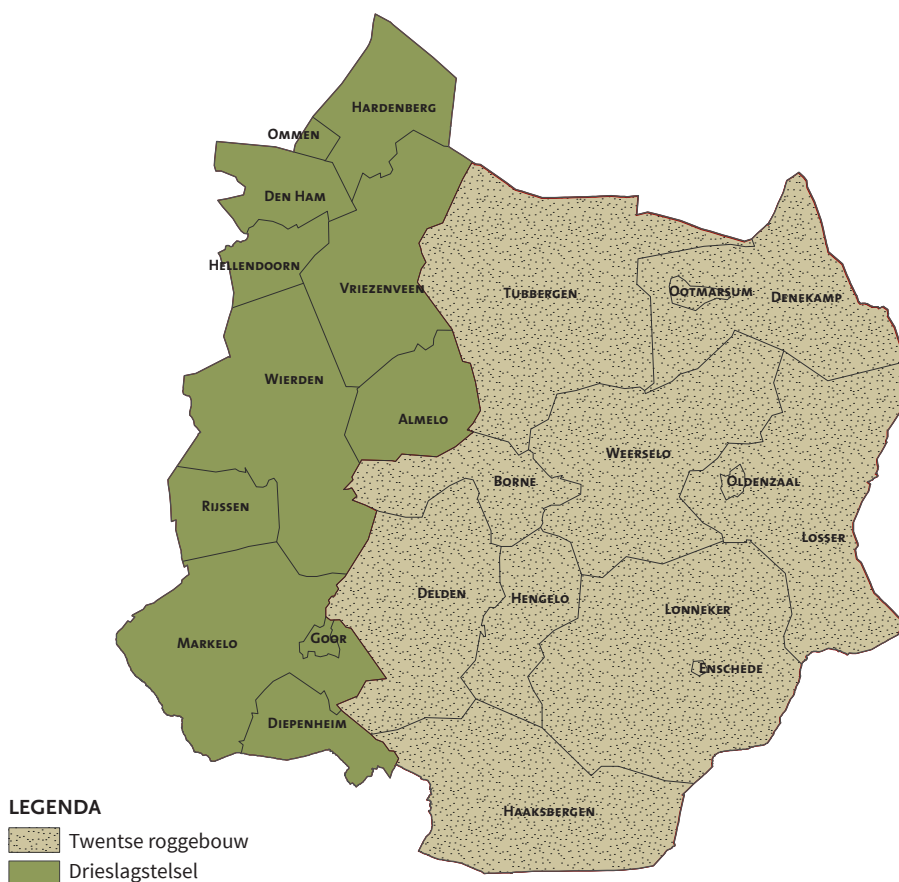 Hardenberg
Ommen
Den Ham
Hellendoorn
Vriezenveen
Tubbergen
Ootmarsum
Denekamp
Wierden
Almelo
Weerselo
Borne
Oldenzaal
Rijssen
Losser
Delden
Hengelo
Lonneker
Markelo
Goor
Enschede
Diepenheim
Haaksbergen
LEGENDA
Twentse roggebouw
Drieslagstelsel